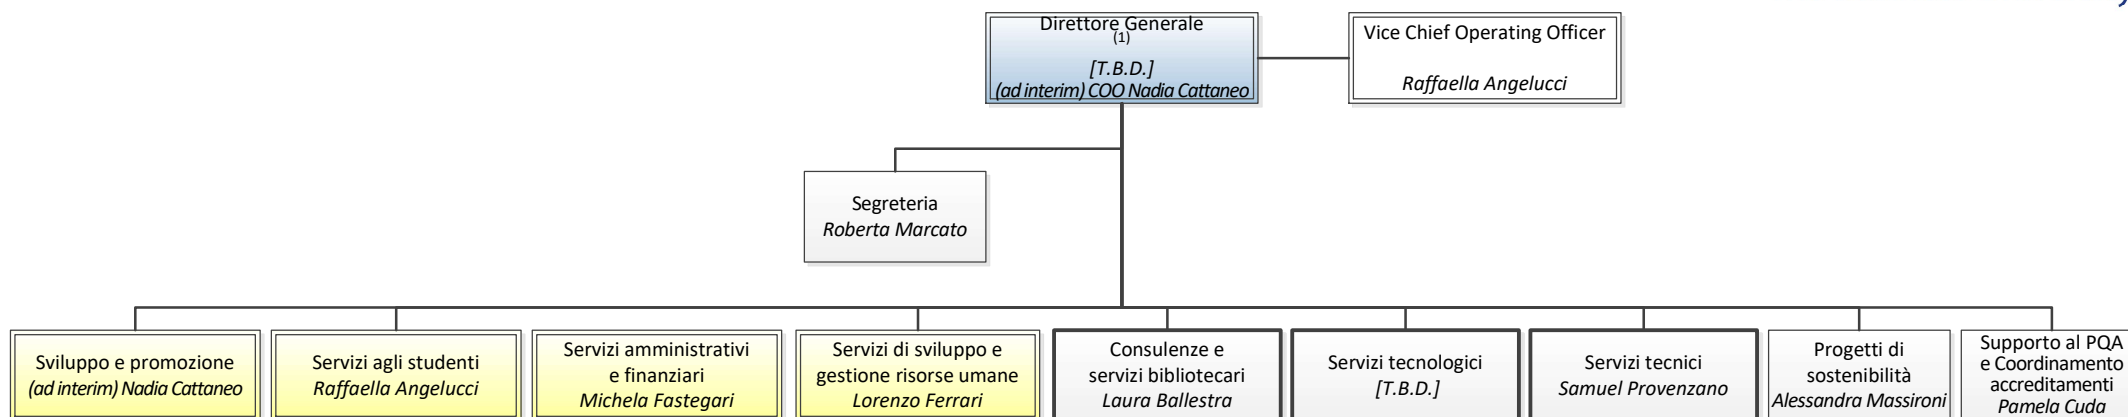 Direttore Generale
(1)
[T.B.D.]
(ad interim) COO Nadia Cattaneo
Vice Chief Operating Officer
Raffaella Angelucci
Segreteria
Roberta Marcato
Sviluppo e promozione
(ad interim) Nadia Cattaneo
Servizi agli studenti
Raffaella Angelucci
Servizi amministrativi
e finanziari
Michela Fastegari
Servizi di sviluppo e
gestione risorse umane
Lorenzo Ferrari
Consulenze e
servizi bibliotecari
Laura Ballestra
Servizi tecnologici
[T.B.D.]
Servizi tecnici
Samuel Provenzano
Progetti di
sostenibilità
Alessandra Massironi
Supporto al PQA
e Coordinamento
accreditamenti
Pamela Cuda